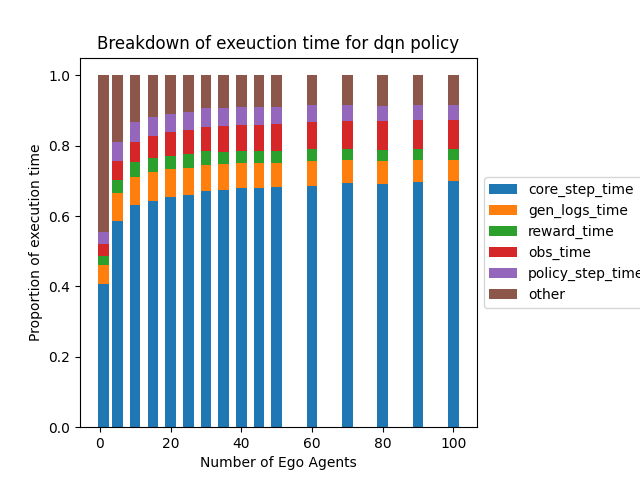 Breakdown of exeuction time for dqn policy
Proportion of execution time
1.0
0.8
0.6
0.4
0.2
0.0
0 20 40 60 80 100
Number of Ego Agents
core_step_time
gen_logs_time
reward_time
obs_time
policy_step_time
other